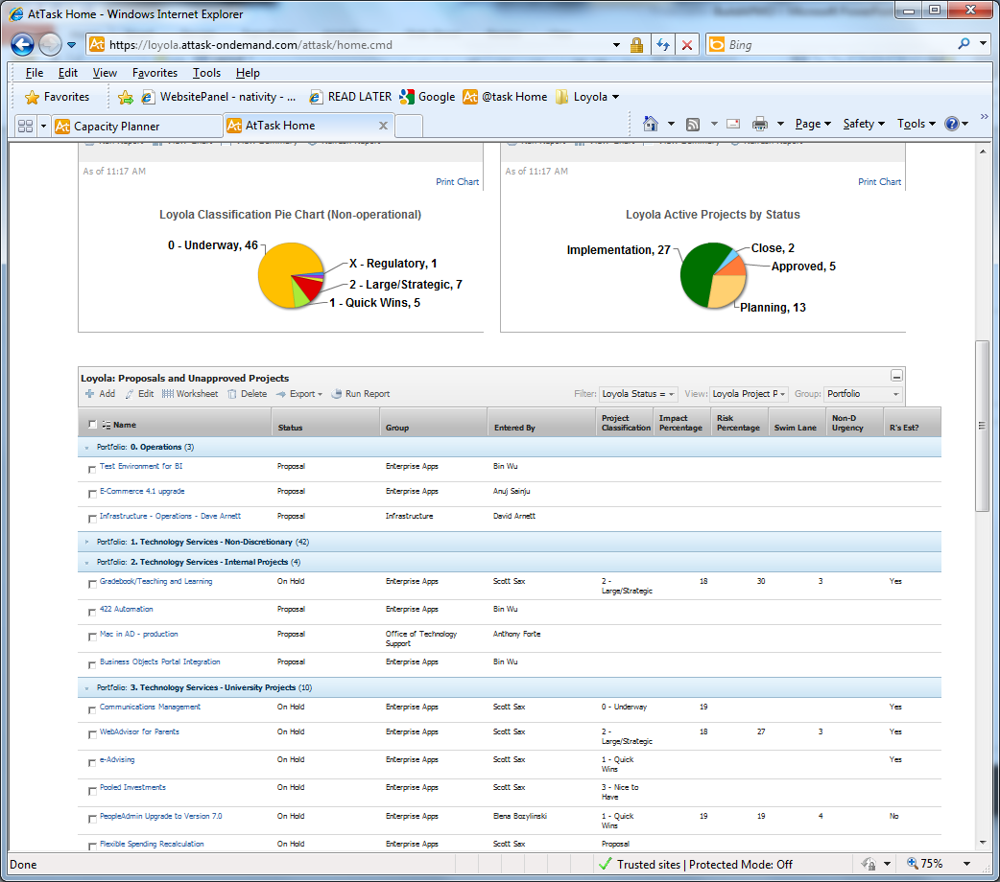 AtTask Home - Windows Internet Explorer
https://loyola.attask-ondemand.com/attask/home.cmd
Bing
File Edit View Favorites Tools Help
Favorites WebsitePanel - nativity - ... READ LATER Google @task Home Loyola
Capacity Planner AtTask Home Page Safety Tools
As of 11:17 AM As of 11:17 AM
Print Chart Print Chart
Loyola Classification Pie Chart (Non-operational)
0 - Underway, 46
X - Regulatory, 1
2 - Large/Strategic, 7
1 - Quick Wins, 5
Loyola Active Projects by Status
Implementation, 27
Close, 2
Approved, 5
Planning, 13
Loyola: Proposals and Unapproved Projects
Add Edit Worksheet Delete Export Run Report Filter: Loyola Status = View: Loyola Project P Group: Portfolio
Name Status Group Entered By Project Classification Impact Percentage Risk Percentage Swim Lane Non-D Urgency R's Est?
Portfolio: 0. Operations (3)
Test Environment for BI Proposal Enterprise Apps Bin Wu
E-Commerce 4.1 upgrade Proposal Enterprise Apps Anuj Sainju
Infrastructure - Operations - Dave Arnett Proposal Infrastructure David Arnett
Portfolio: 1. Technology Services - Non-Discretionary (42)
Portfolio: 2. Technology Services - Internal Projects (4)
Gradebook/Teaching and Learning On Hold Enterprise Apps Scott Sax 2 - Large/Strategic 18 30 3 Yes
422 Automation Proposal Enterprise Apps Bin Wu
Mac in AD - production Proposal Office of Technology Support Anthony Forte
Business Objects Portal Integration Proposal Enterprise Apps Bin Wu
Portfolio: 3. Technology Services - University Projects (10)
Communications Management On Hold Enterprise Apps Scott Sax 0 - Underway 19 Yes
WebAdvisor for Parents On Hold Enterprise Apps Scott Sax 2 - Large/Strategic 18 27 3 Yes
e-Advising On Hold Enterprise Apps Scott Sax 1 - Quick Wins Yes
Pooled Investments On Hold Enterprise Apps Scott Sax 3 - Nice to Have
PeopleAdmin Upgrade to Version 7.0 On Hold Enterprise Apps Elena Bozylinski 1 - Quick Wins 19 19 4 No
Flexible Spending Recalculation On Hold Enterprise Apps Scott Sax Proposal
Done Trusted sites | Protected Mode: Off 75%